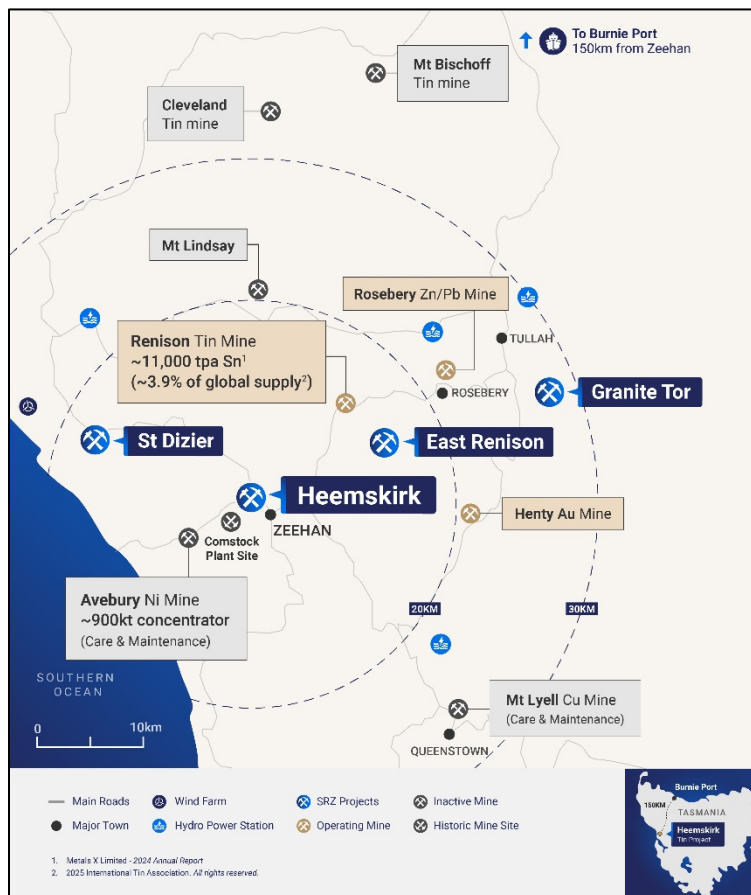 To Burnie Port
150km from Zeehan
Mt Bischoff
Tin mine
Cleveland
Tin mine
Mt Lindsay
Rosebery Zn/Pb Mine
Renison Tin Mine
~11,000 tpa Sn¹
(~3.9% of global supply²)
TULLAH
ROSEBERY
Granite Tor
St Dizier
East Renison
Heemskirk
ZEEHAN
Comstock
Plant Site
Henty Au Mine
Avebury Ni Mine
~900kt concentrator
(Care & Maintenance)
20KM
30KM
SOUTHERN
OCEAN
0 10km
Mt Lyell Cu Mine
(Care & Maintenance)
QUEENSTOWN
Main Roads
Wind Farm
SRZ Projects
Inactive Mine
Major Town
Hydro Power Station
Operating Mine
Historic Mine Site
1. Metals X Limited - 2024 Annual Report
2. 2025 International Tin Association. All rights reserved.
Burnie Port
150KM
TASMANIA
Heemskirk
Tin Project